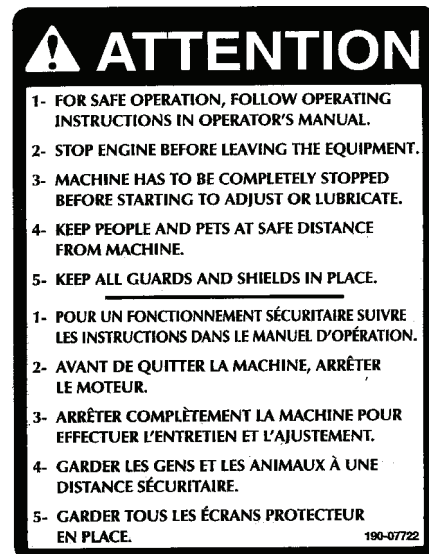 ATTENTION
1- FOR SAFE OPERATION, FOLLOW OPERATING
INSTRUCTIONS IN OPERATOR'S MANUAL.
2- STOP ENGINE BEFORE LEAVING THE EQUIPMENT.
3- MACHINE HAS TO BE COMPLETELY STOPPED
BEFORE STARTING TO ADJUST OR LUBRICATE.
4- KEEP PEOPLE AND PETS AT SAFE DISTANCE
FROM MACHINE.
5- KEEP ALL GUARDS AND SHIELDS IN PLACE.
1- POUR UN FONCTIONNEMENT SÉCURITAIRE SUIVRE
LES INSTRUCTIONS DANS LE MANUEL D'OPÉRATION.
2- AVANT DE QUITTER LA MACHINE, ARRÊTER
LE MOTEUR.
3- ARRÊTER COMPLÈTEMENT LA MACHINE POUR
EFFECTUER L'ENTRETIEN ET L'AJUSTEMENT.
4- GARDER LES GENS ET LES ANIMAUX À UNE
DISTANCE SÉCURITAIRE.
5- GARDER TOUS LES ÉCRANS PROTECTEUR
EN PLACE. 190-07722